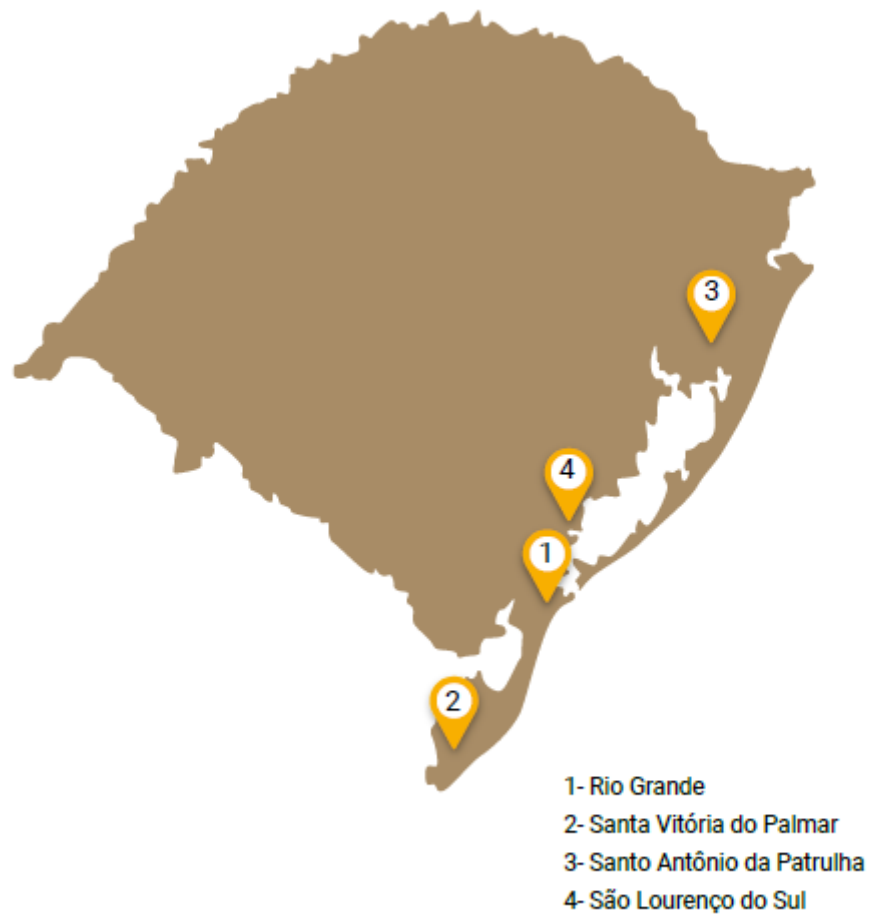 3
4
1
2
1- Rio Grande
2- Santa Vitória do Palmar
3- Santo Antônio da Patrulha
4- São Lourenço do Sul